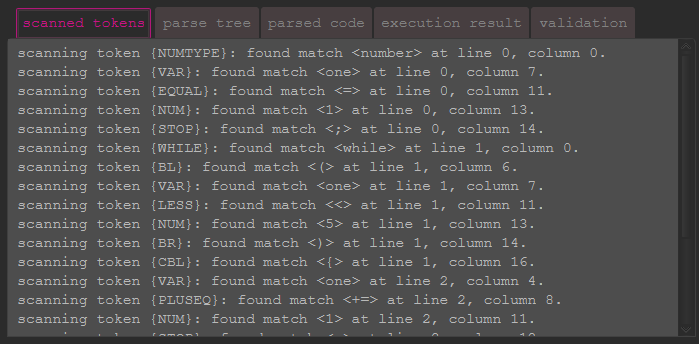 scanned tokens parse tree parsed code execution result validation
scanning token {NUMTYPE}: found match <number> at line 0, column 0.
scanning token {VAR}: found match <one> at line 0, column 7.
scanning token {EQUAL}: found match <=> at line 0, column 11.
scanning token {NUM}: found match <1> at line 0, column 13.
scanning token {STOP}: found match <;> at line 0, column 14.
scanning token {WHILE}: found match <while> at line 1, column 0.
scanning token {BL}: found match <(> at line 1, column 6.
scanning token {VAR}: found match <one> at line 1, column 7.
scanning token {LESS}: found match <<> at line 1, column 11.
scanning token {NUM}: found match <5> at line 1, column 13.
scanning token {BR}: found match <)> at line 1, column 14.
scanning token {CBL}: found match <{> at line 1, column 16.
scanning token {VAR}: found match <one> at line 2, column 4.
scanning token {PLUSEQ}: found match <+=> at line 2, column 8.
scanning token {NUM}: found match <1> at line 2, column 11.
scanning token {STOP}: found match